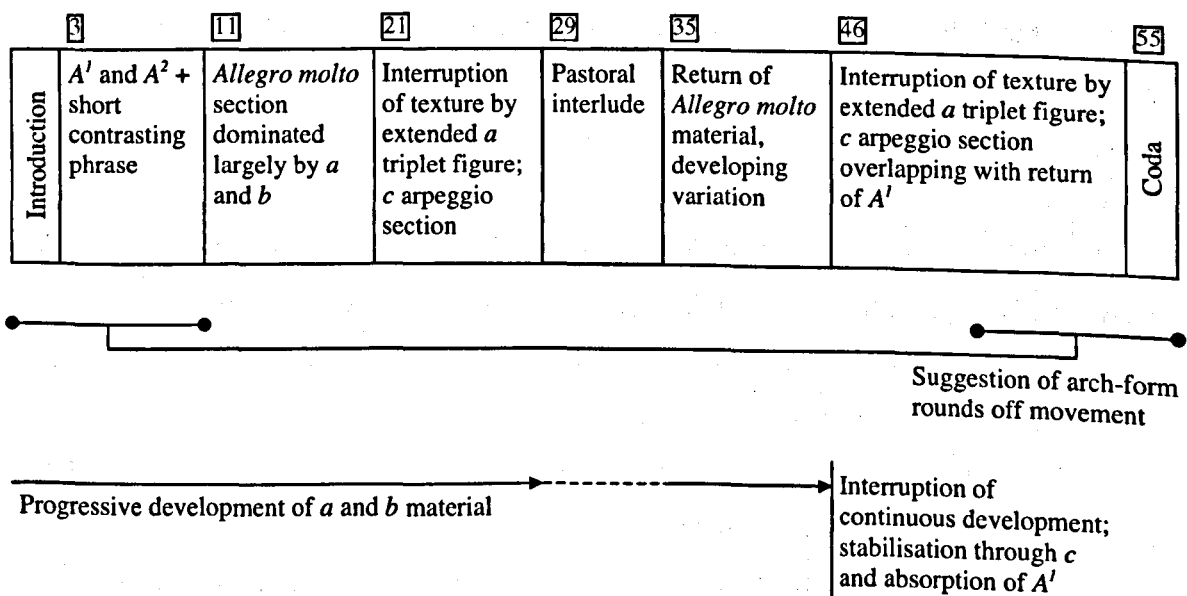 3
11
21
29
35
46
55
Introduction
A¹ and A² +
short
contrasting
phrase
Allegro molto
section
dominated
largely by a
and b
Interruption
of texture by
extended a
triplet figure;
c arpeggio
section
Pastoral
interlude
Return of
Allegro molto
material,
developing
variation
Interruption of texture by
extended a triplet figure;
c arpeggio section
overlapping with return
of A¹
Coda
Suggestion of arch-form
rounds off movement
Progressive development of a and b material
Interruption of
continuous development;
stabilisation through c
and absorption of A¹